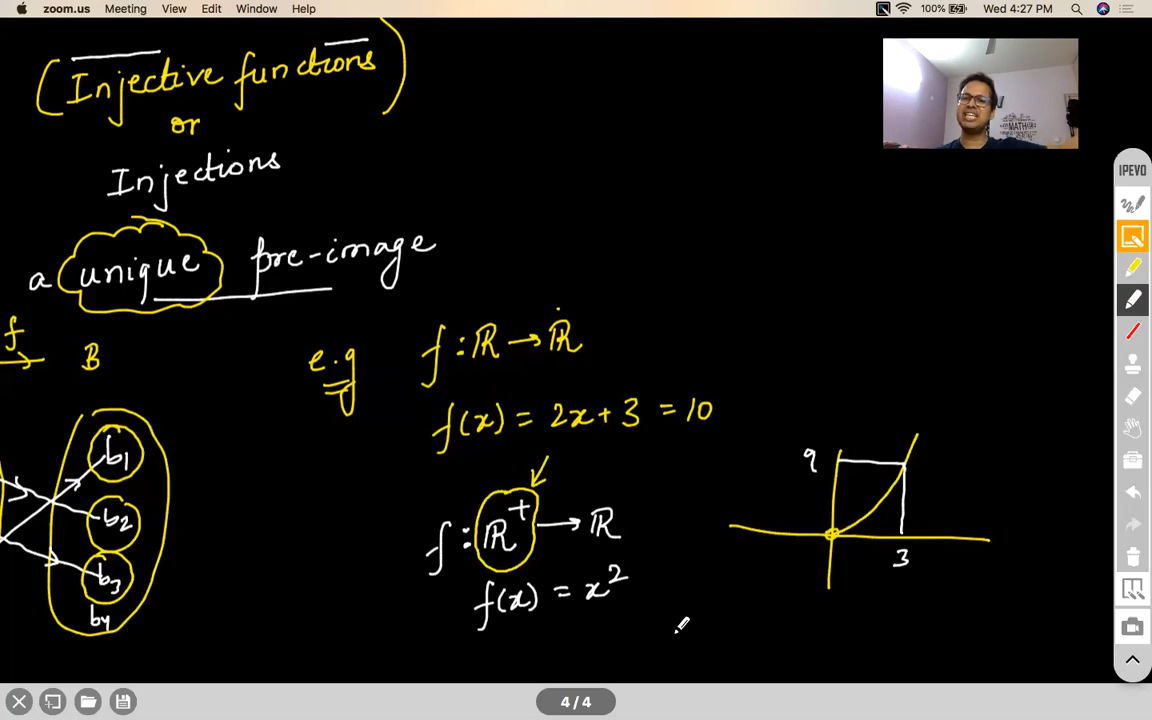 zoom.us Meeting View Edit Window Help 100% Wed 4:27 PM
(Injective functions)
or
Injections
a unique pre-image
f
B
e.g f : ℝ → ℝ
f(x) = 2x + 3 = 10
b1
b2
b3
b4
f : ℝ+ → ℝ
f(x) = x²
9
3
MATH
IPEVO
4 / 4